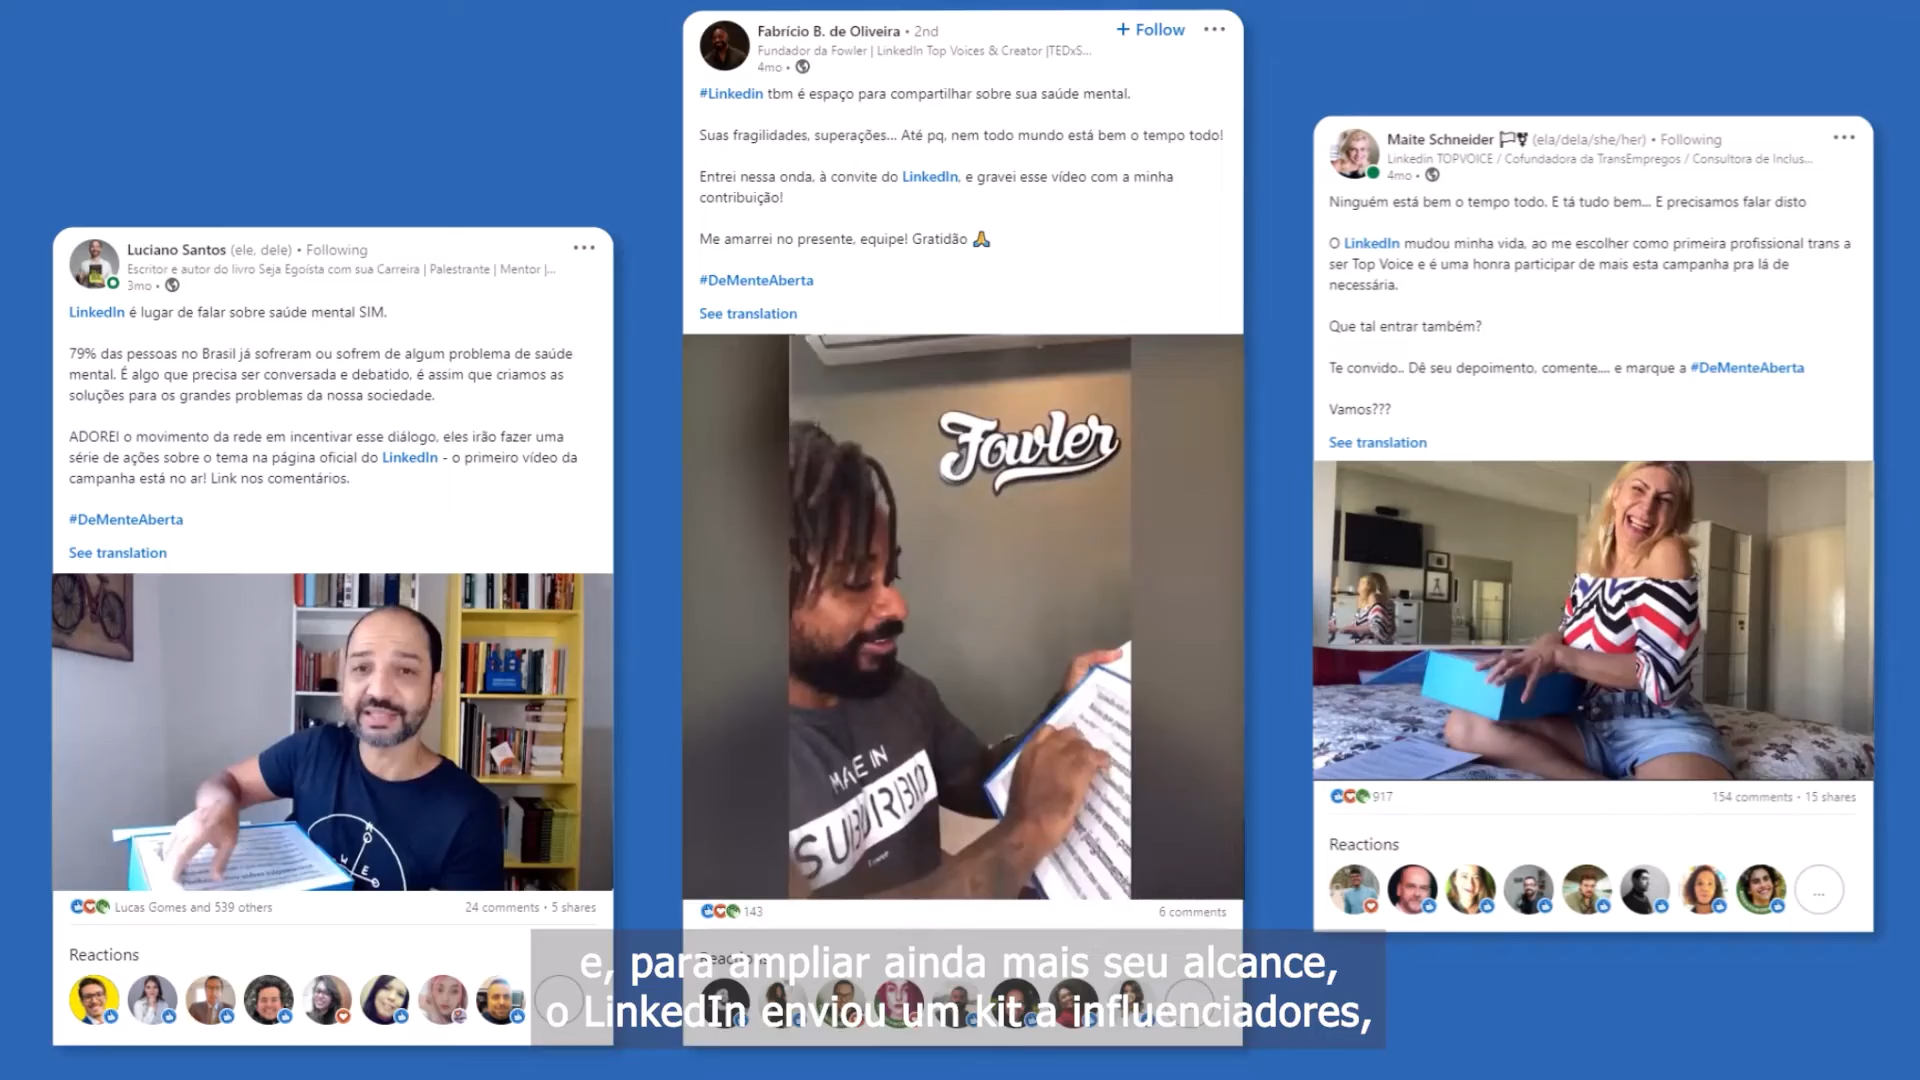 Luciano Santos (ele, dele) • Following
Escritor e autor do livro Seja Egoísta com sua Carreira | Palestrante | Mentor |...
3mo •
LinkedIn é lugar de falar sobre saúde mental SIM.
79% das pessoas no Brasil já sofreram ou sofrem de algum problema de saúde
mental. É algo que precisa ser conversada e debatido, é assim que criamos as
soluções para os grandes problemas da nossa sociedade.
ADOREI o movimento da rede em incentivar esse diálogo, eles irão fazer uma
série de ações sobre o tema na página oficial do LinkedIn - o primeiro vídeo da
campanha está no ar! Link nos comentários.
#DeMenteAberta
See translation
Lucas Gomes and 539 others
24 comments • 5 shares
Reactions
Fabrício B. de Oliveira • 2nd
+ Follow
Fundador da Fowler | LinkedIn Top Voices & Creator |TEDxS...
4mo •
#Linkedin tbm é espaço para compartilhar sobre sua saúde mental.
Suas fragilidades, superações... Até pq, nem todo mundo está bem o tempo todo!
Entrei nessa onda, à convite do LinkedIn, e gravei esse vídeo com a minha
contribuição!
Me amarrei no presente, equipe! Gratidão 🙏
#DeMenteAberta
See translation
Fowler
MADE IN
SUBÚRBIO
143
6 comments
Reactions
Maite Schneider (ela/dela/she/her) • Following
Linkedin TOPVOICE / Cofundadora da TransEmpregos / Consultora de Inclus...
4mo •
Ninguém está bem o tempo todo. E tá tudo bem... E precisamos falar disto
O LinkedIn mudou minha vida, ao me escolher como primeira profissional trans a
ser Top Voice e é uma honra participar de mais esta campanha pra lá de
necessária.
Que tal entrar também?
Te convido.. Dê seu depoimento, comente.... e marque a #DeMenteAberta
Vamos???
See translation
917
154 comments • 15 shares
Reactions
...
e, para ampliar ainda mais seu alcance,
o LinkedIn enviou um kit a influenciadores,